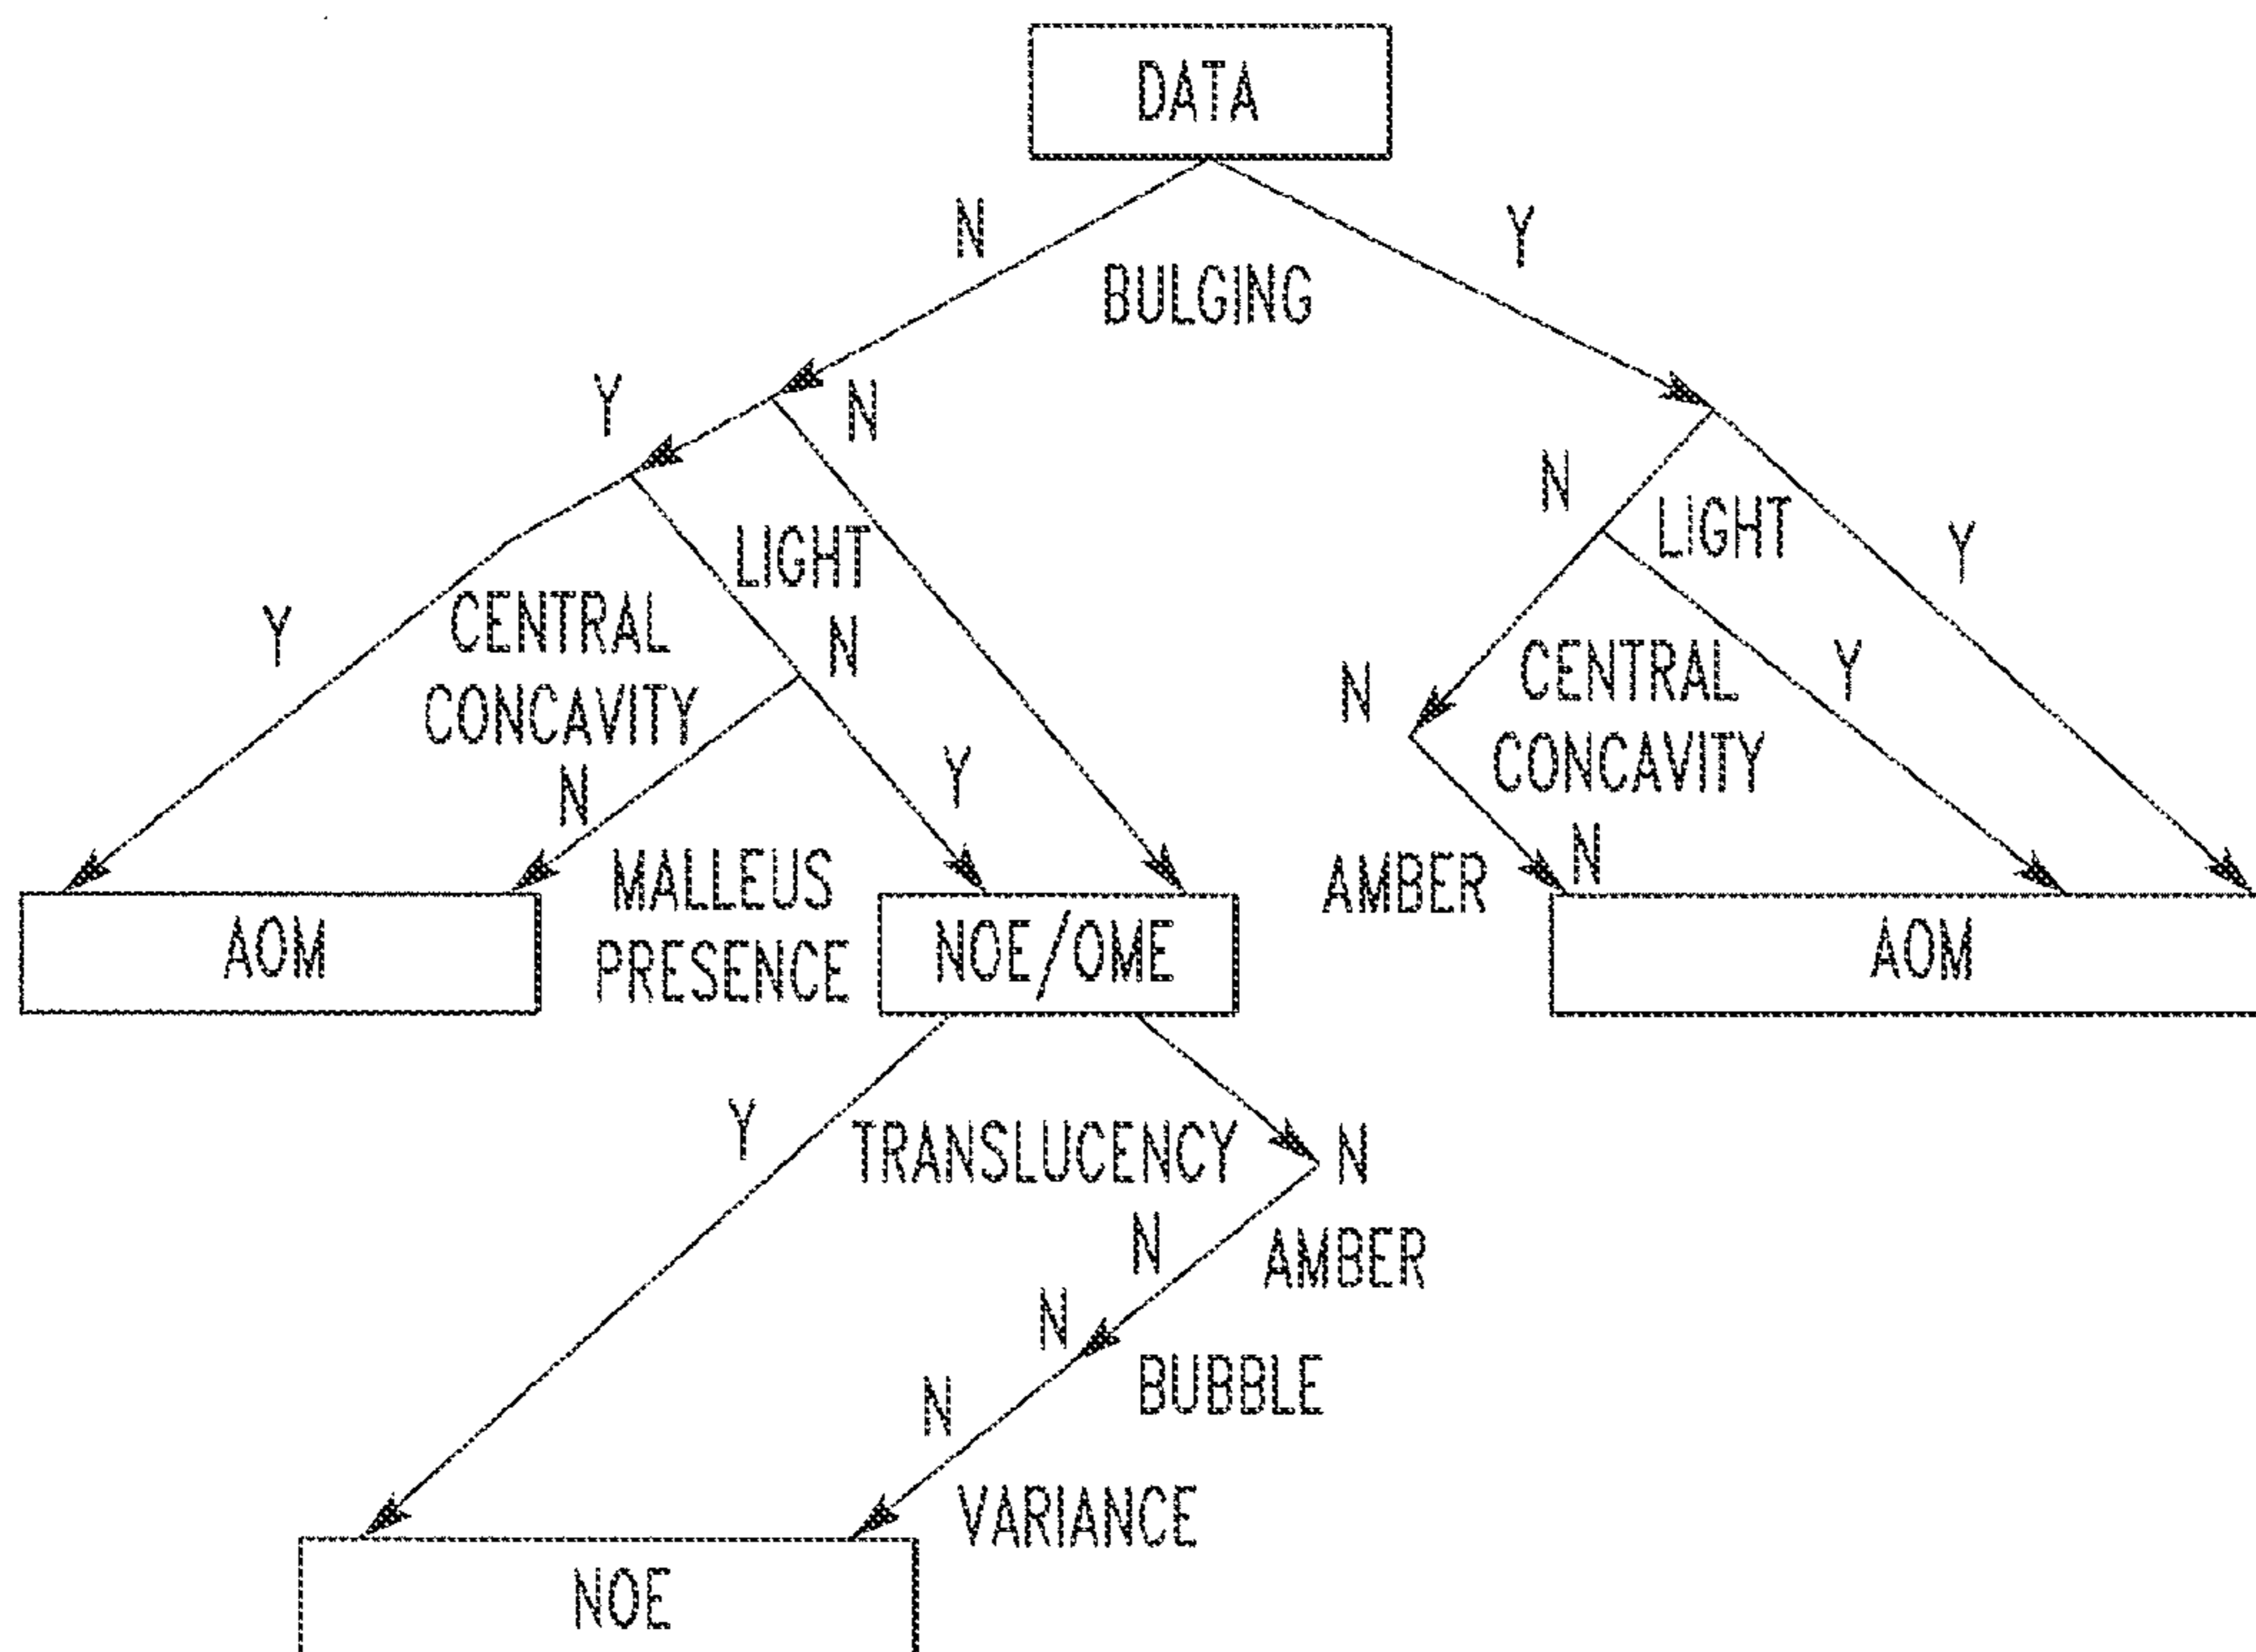 DATA
N
Y
BULGING
Y
N
N
LIGHT
Y
LIGHT
Y
CENTRAL
CONCAVITY
N
N
CENTRAL
CONCAVITY
Y
N
Y
MALLEUS
PRESENCE
AMBER
N
AOM
NOE/OME
AOM
Y
TRANSLUCENCY
N
N
AMBER
N
BUBBLE
N
VARIANCE
NOE